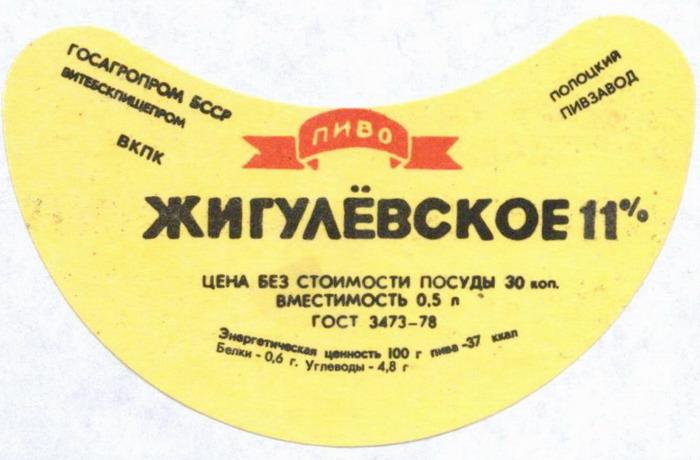 ГОСАГРОПРОМ БССР
ВИТЕБСКПИЩЕПРОМ
ВКПК
ПОЛОЦКИЙ
ПИВЗАВОД
ПИВО
ЖИГУЛЁВСКОЕ 11%
ЦЕНА БЕЗ СТОИМОСТИ ПОСУДЫ 30 коп.
ВМЕСТИМОСТЬ 0,5 л
ГОСТ 3473-78
Энергетическая ценность 100 г пива -37 ккал
Белки - 0,6 г. Углеводы - 4,8 г